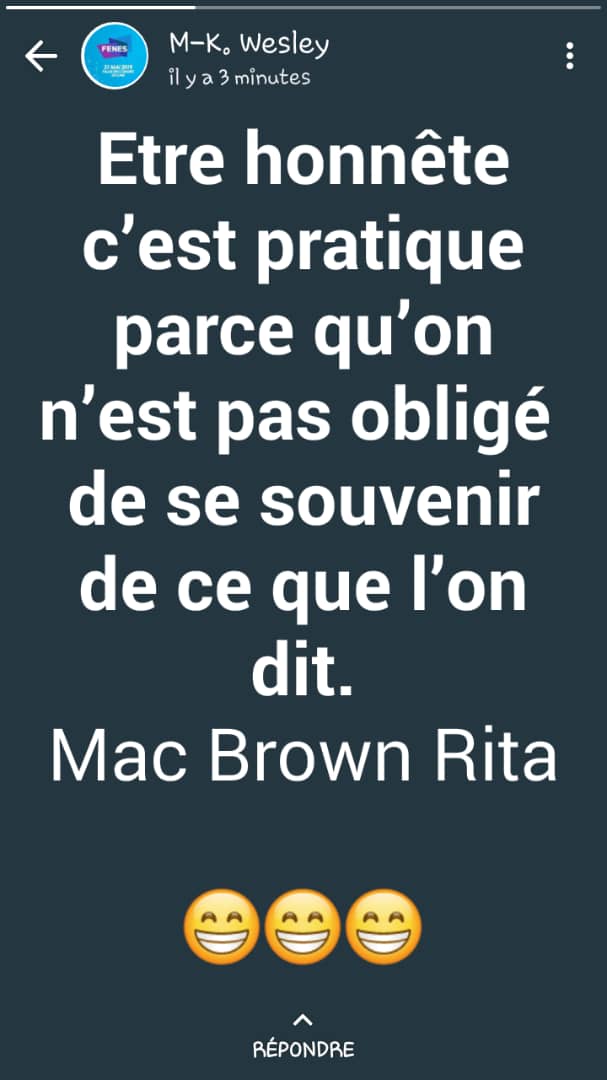 M-K. Wesley
il y a 3 minutes
FENES
Etre honnête
c’est pratique
parce qu’on
n’est pas obligé
de se souvenir
de ce que l’on
dit.
Mac Brown Rita
😁😁😁
RÉPONDRE